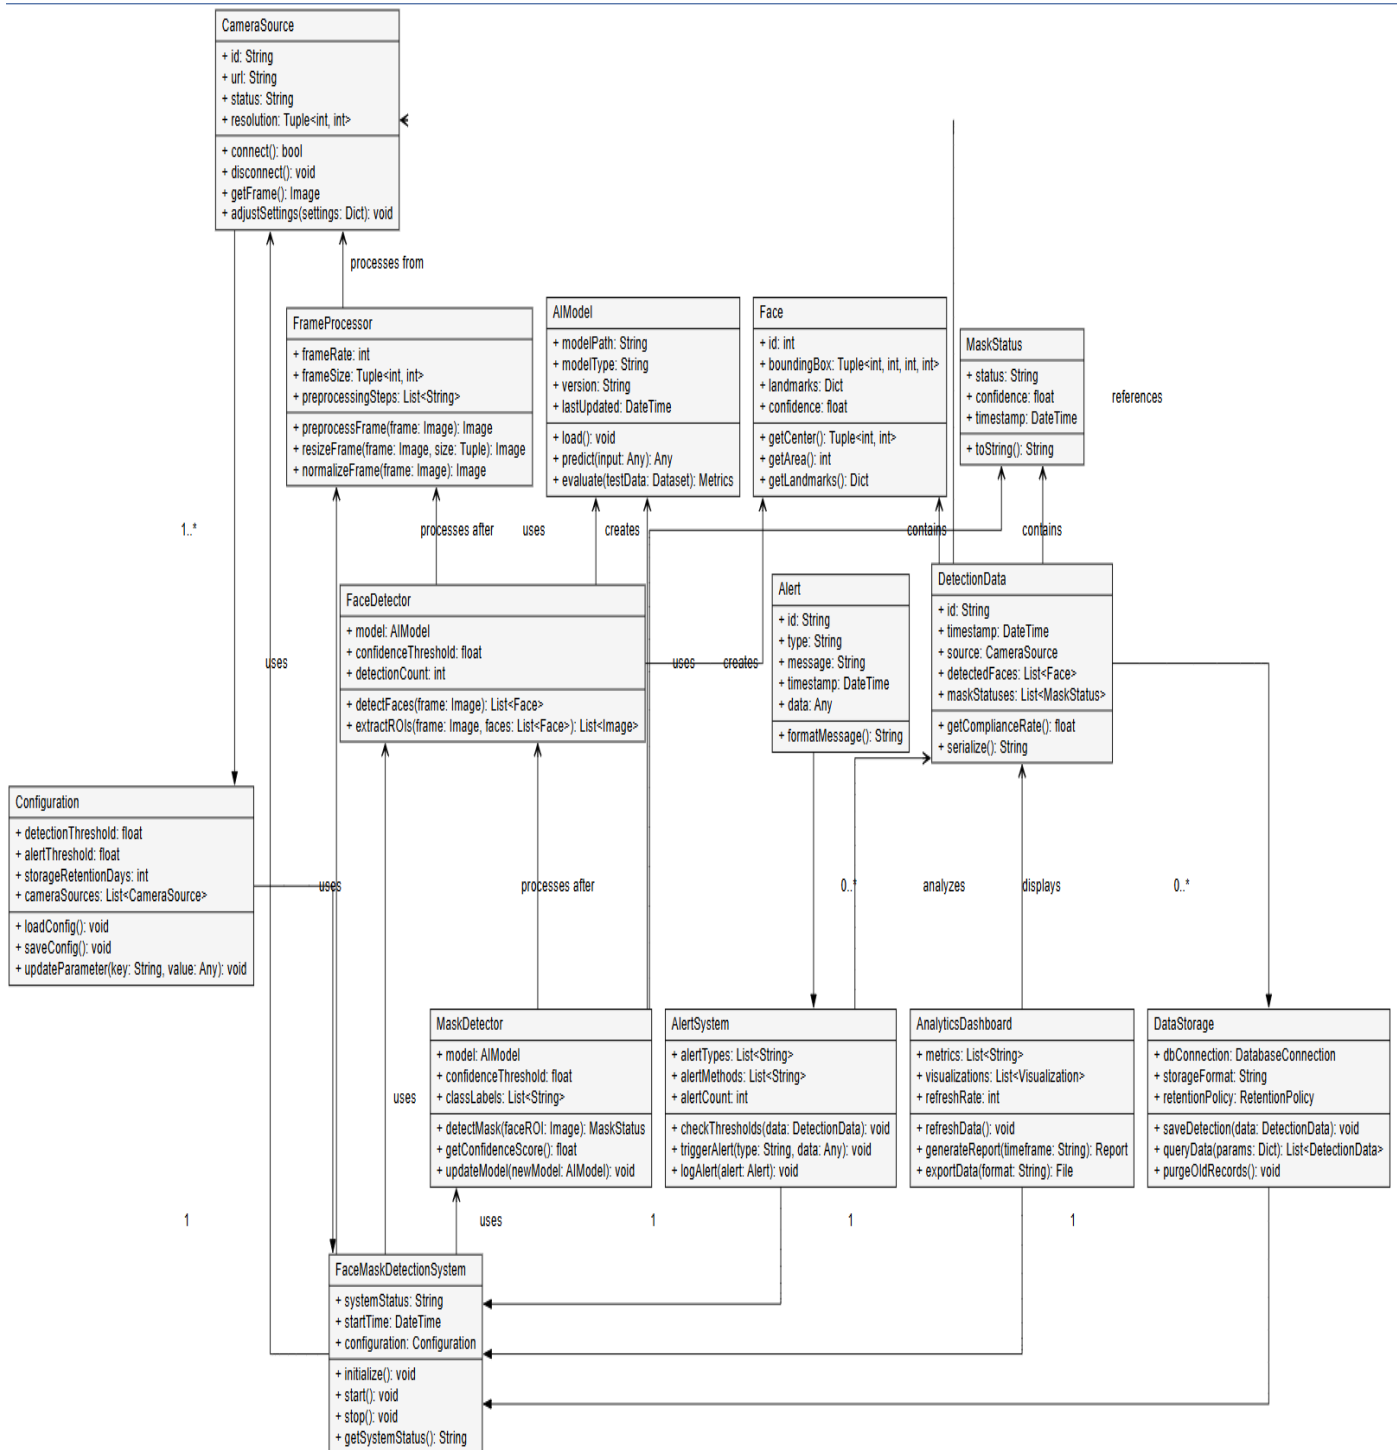 CameraSource
+ id: String
+ url: String
+ status: String
+ resolution: Tuple<int, int>
+ connect(): bool
+ disconnect(): void
+ getFrame(): Image
+ adjustSettings(settings: Dict): void
processes from
FrameProcessor
+ frameRate: int
+ frameSize: Tuple<int, int>
+ preprocessingSteps: List<String>
+ preprocessFrame(frame: Image): Image
+ resizeFrame(frame: Image, size: Tuple): Image
+ normalizeFrame(frame: Image): Image
AIModel
+ modelPath: String
+ modelType: String
+ version: String
+ lastUpdated: DateTime
+ load(): void
+ predict(input: Any): Any
+ evaluate(testData: Dataset): Metrics
Face
+ id: int
+ boundingBox: Tuple<int, int, int, int>
+ landmarks: Dict
+ confidence: float
+ getCenter(): Tuple<int, int>
+ getArea(): int
+ getLandmarks(): Dict
MaskStatus
+ status: String
+ confidence: float
+ timestamp: DateTime
+ toString(): String
references
1..*
processes after
uses
creates
contains
contains
FaceDetector
+ model: AIModel
+ confidenceThreshold: float
+ detectionCount: int
+ detectFaces(frame: Image): List<Face>
+ extractROIs(frame: Image, faces: List<Face>): List<Image>
Alert
+ id: String
+ type: String
+ message: String
+ timestamp: DateTime
+ data: Any
+ formatMessage(): String
DetectionData
+ id: String
+ timestamp: DateTime
+ source: CameraSource
+ detectedFaces: List<Face>
+ maskStatuses: List<MaskStatus>
+ getComplianceRate(): float
+ serialize(): String
uses
uses
creates
Configuration
+ detectionThreshold: float
+ alertThreshold: float
+ storageRetentionDays: int
+ cameraSources: List<CameraSource>
+ loadConfig(): void
+ saveConfig(): void
+ updateParameter(key: String, value: Any): void
uses
processes after
0..*
analyzes
displays
0..*
MaskDetector
+ model: AIModel
+ confidenceThreshold: float
+ classLabels: List<String>
+ detectMask(faceROI: Image): MaskStatus
+ getConfidenceScore(): float
+ updateModel(newModel: AIModel): void
AlertSystem
+ alertTypes: List<String>
+ alertMethods: List<String>
+ alertCount: int
+ checkThresholds(data: DetectionData): void
+ triggerAlert(type: String, data: Any): void
+ logAlert(alert: Alert): void
AnalyticsDashboard
+ metrics: List<String>
+ visualizations: List<Visualization>
+ refreshRate: int
+ refreshData(): void
+ generateReport(timeframe: String): Report
+ exportData(format: String): File
DataStorage
+ dbConnection: DatabaseConnection
+ storageFormat: String
+ retentionPolicy: RetentionPolicy
+ saveDetection(data: DetectionData): void
+ queryData(params: Dict): List<DetectionData>
+ purgeOldRecords(): void
uses
1
uses
1
1
1
FaceMaskDetectionSystem
+ systemStatus: String
+ startTime: DateTime
+ configuration: Configuration
+ initialize(): void
+ start(): void
+ stop(): void
+ getSystemStatus(): String